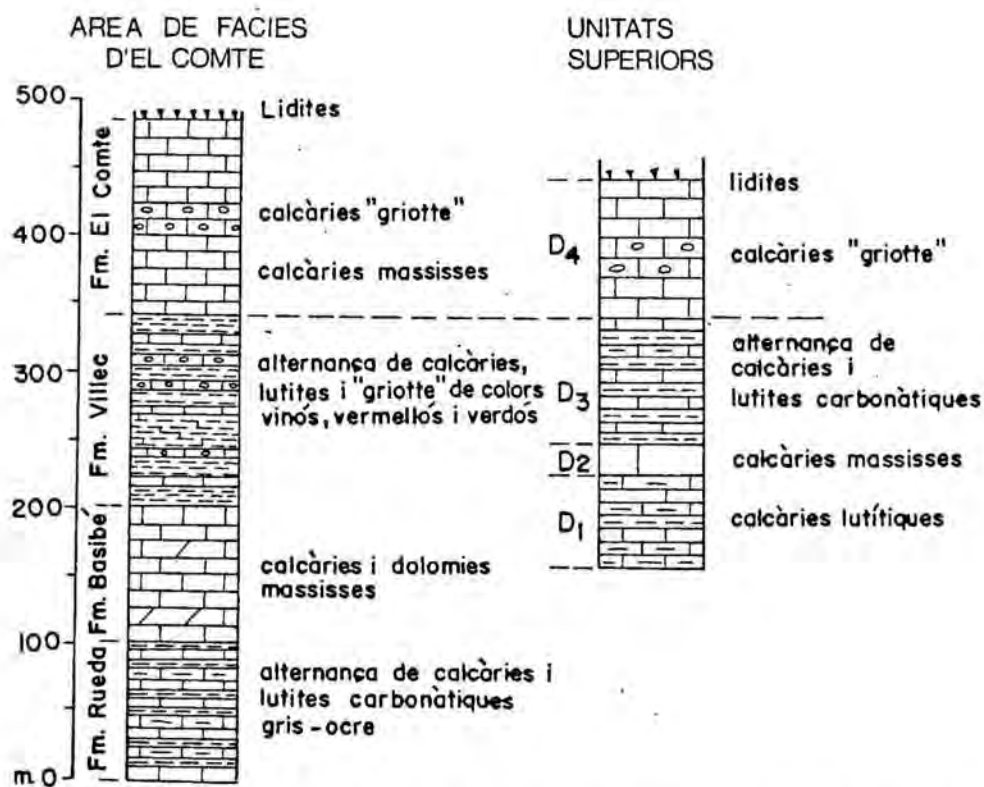 AREA DE FACIES
D'EL COMTE
500
400
300
200
100
m. 0
Fm. El Comte
Fm. Villec
Fm. Basibé
Fm. Rueda
Lidites
calcàries "griotte"
calcàries massisses
alternança de calcàries,
lutites i "griotte" de colors
vinós, vermellós i verdós
calcàries i dolomies
massisses
alternança de calcàries i
lutites carbonàtiques
gris-ocre
UNITATS
SUPERIORS
D4
D3
D2
D1
lidites
calcàries "griotte"
alternança de
calcàries i
lutites carbonàtiques
calcàries massisses
calcàries lutítiques